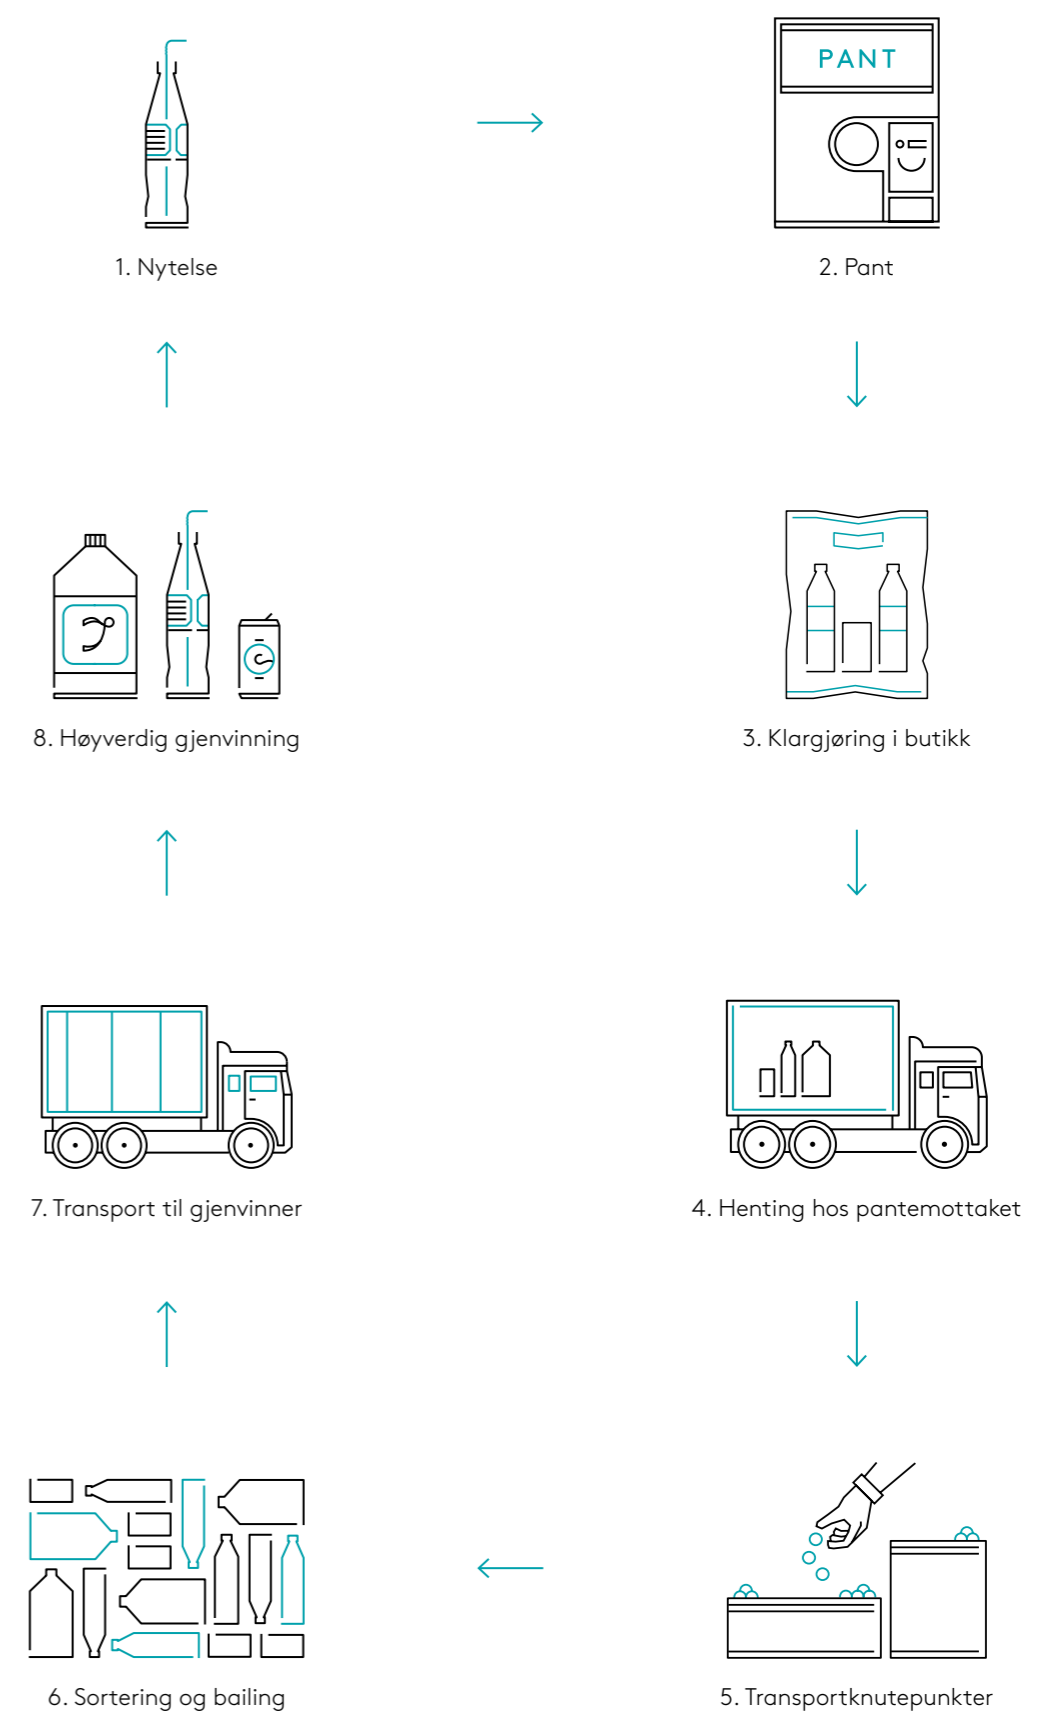 PANT
1. Nytelse
2. Pant
8. Høyverdig gjenvinning
3. Klargjøring i butikk
7. Transport til gjenvinner
4. Henting hos pantemottaket
6. Sortering og bailing
5. Transportknutepunkter